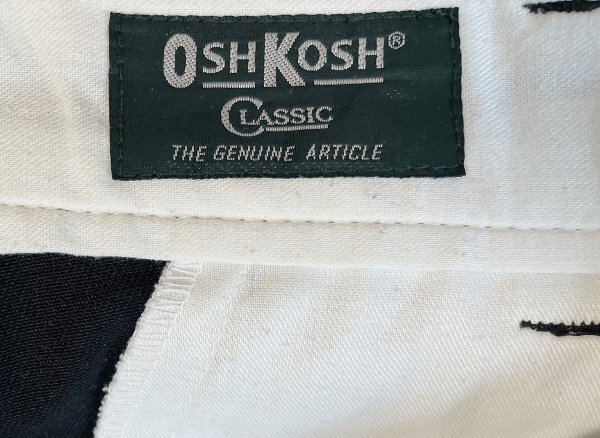 OSHKOSH®
CLASSIC
THE GENUINE ARTICLE